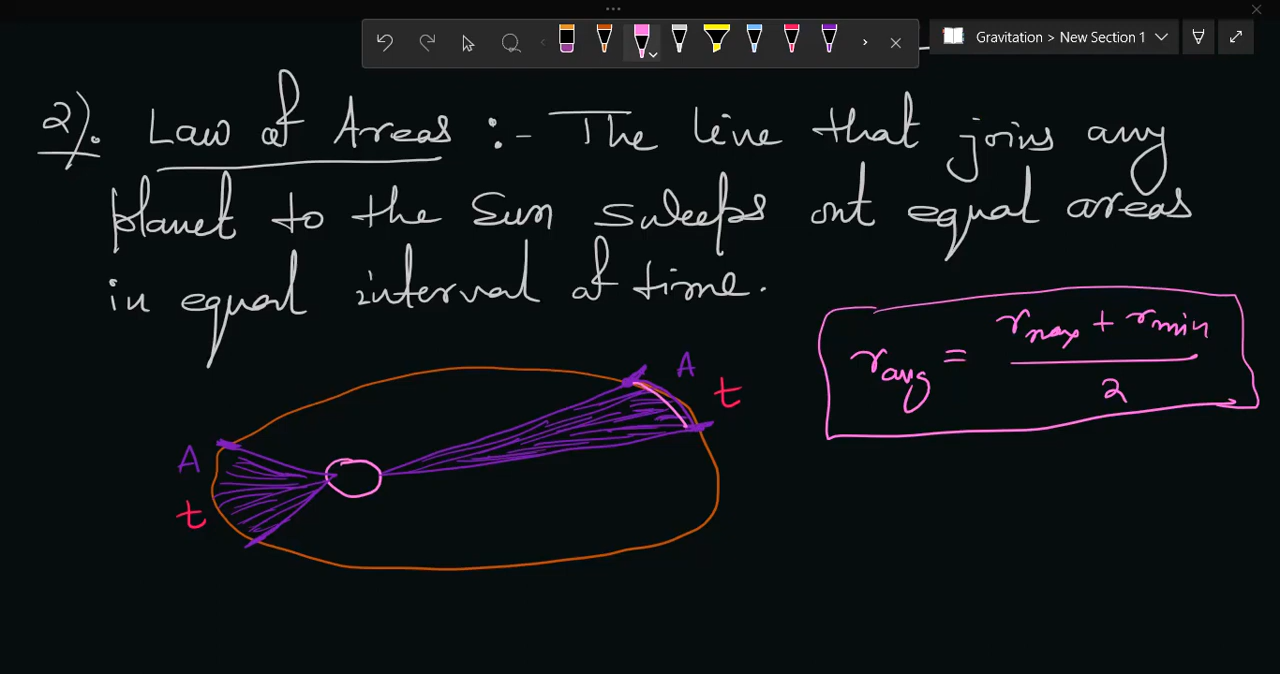 Gravitation > New Section 1
2). Law of Areas :- The line that joins any
planet to the Sun sweeps out equal areas
in equal interval of time.
r_avg = (r_max + r_min) / 2
A
t
A
t